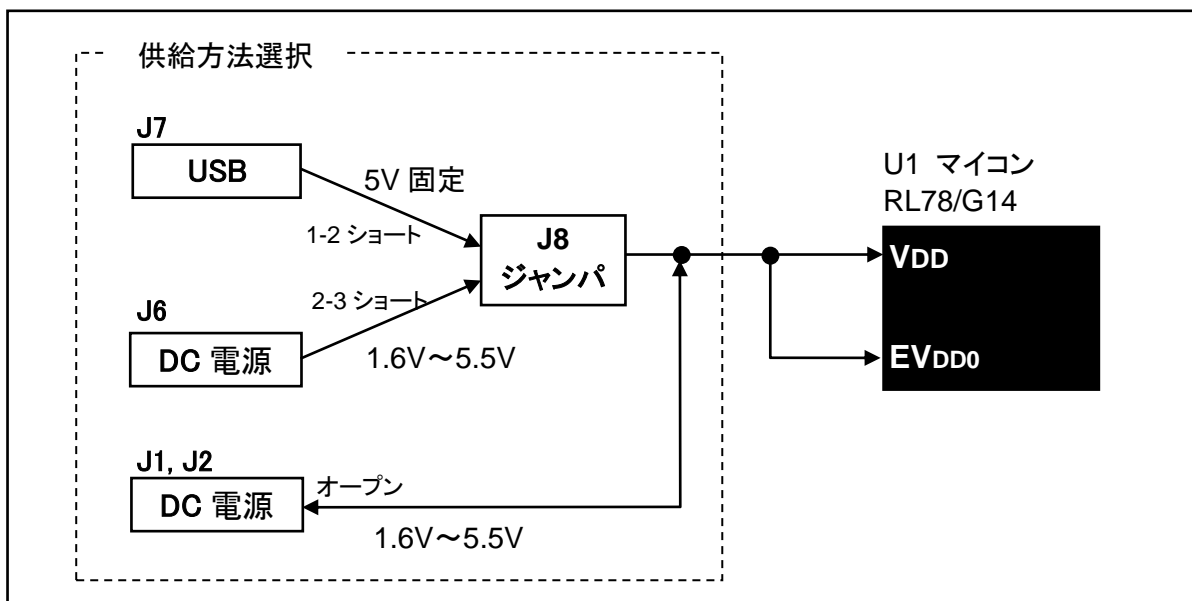 供給方法選択
J7
USB
5V 固定
1-2 ショート
J8
ジャンパ
2-3 ショート
J6
DC 電源
1.6V～5.5V
J1, J2
DC 電源
オープン
1.6V～5.5V
U1 マイコン
RL78/G14
VDD
EVDD0